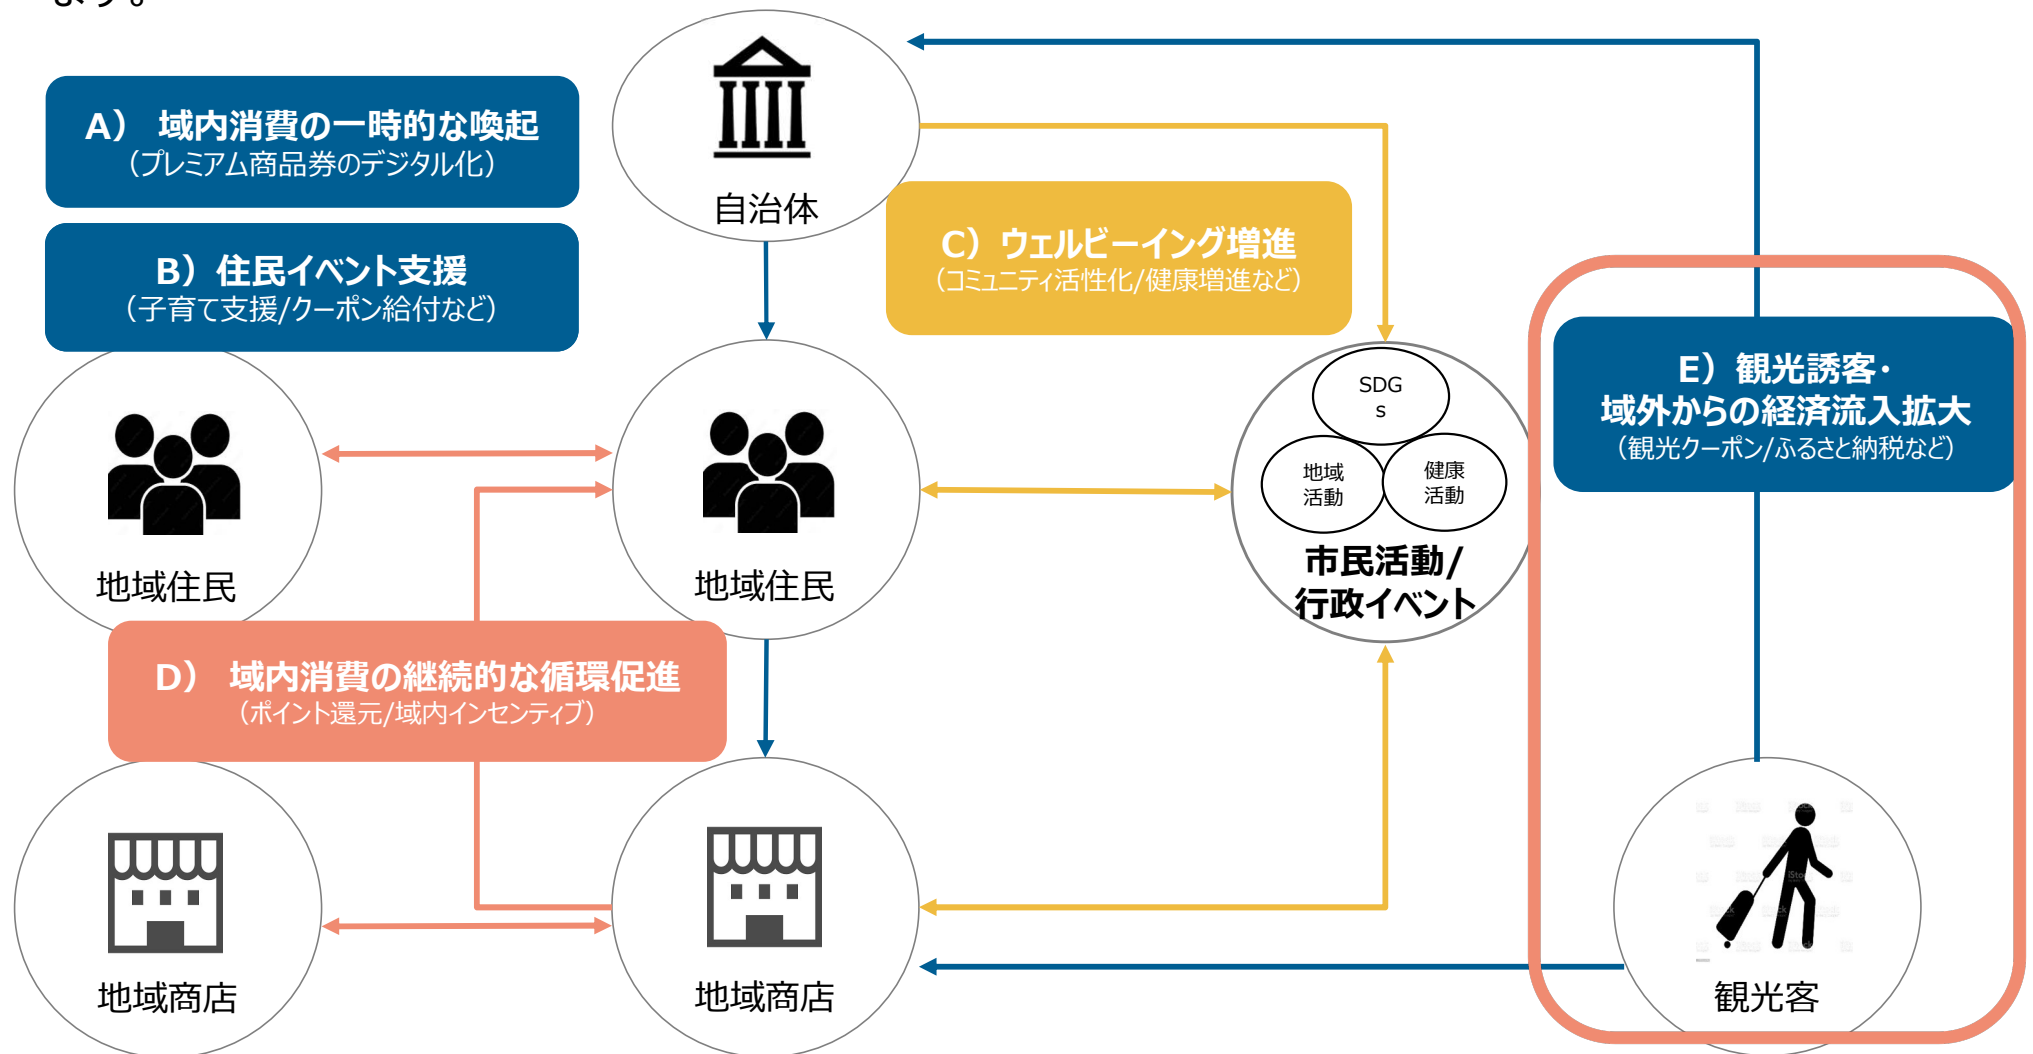 ます。
A） 域内消費の一時的な喚起
（プレミアム商品券のデジタル化）
B）住民イベント支援
（子育て支援/クーポン給付など）
自治体
C）ウェルビーイング増進
（コミュニティ活性化/健康増進など）
E）観光誘客・
域外からの経済流入拡大
（観光クーポン/ふるさと納税など）
地域住民
地域住民
SDG
s
地域
活動
健康
活動
市民活動/
行政イベント
D） 域内消費の継続的な循環促進
（ポイント還元/域内インセンティブ）
地域商店
地域商店
iStock
観光客